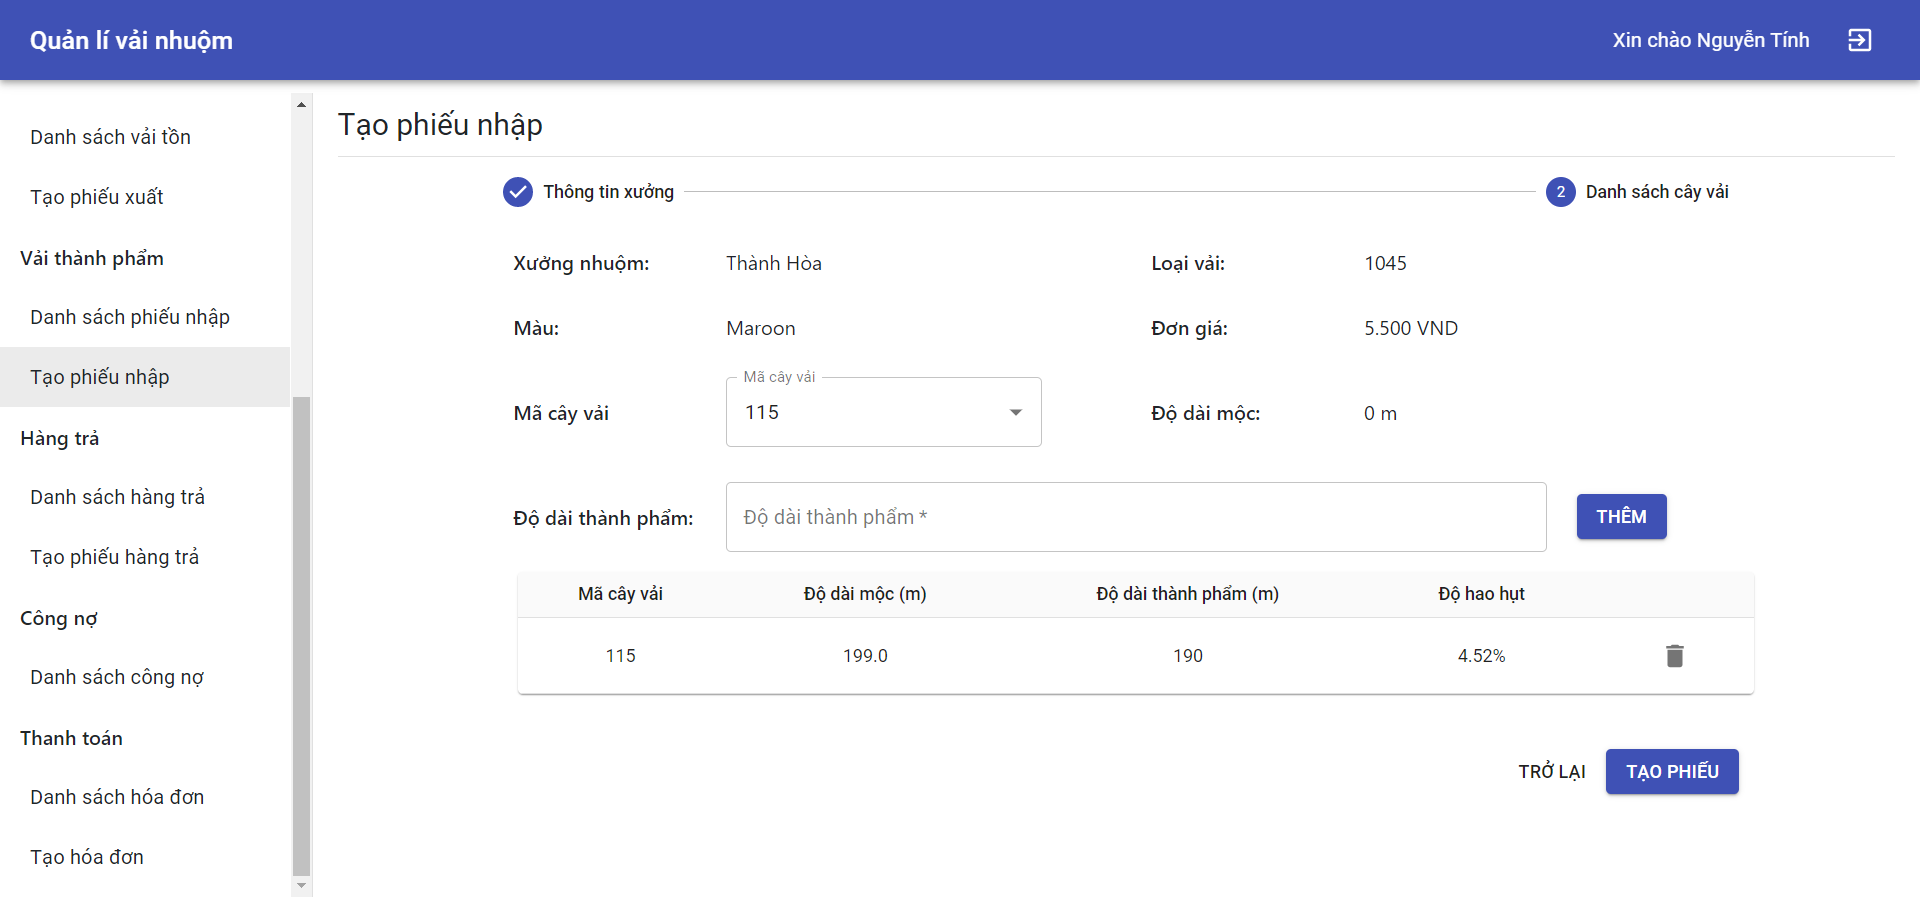 Quản lí vải nhuộm
Xin chào Nguyễn Tính
Danh sách vải tồn
Tạo phiếu xuất
Vải thành phẩm
Danh sách phiếu nhập
Tạo phiếu nhập
Hàng trả
Danh sách hàng trả
Tạo phiếu hàng trả
Công nợ
Danh sách công nợ
Thanh toán
Danh sách hóa đơn
Tạo hóa đơn
Tạo phiếu nhập
Thông tin xưởng
2 Danh sách cây vải
Xưởng nhuộm: Thành Hòa Loại vải: 1045
Màu: Maroon Đơn giá: 5.500 VND
Mã cây vải
Mã cây vải 115 Độ dài mộc: 0 m
Độ dài thành phẩm: Độ dài thành phẩm * THÊM
Mã cây vải Độ dài mộc (m) Độ dài thành phẩm (m) Độ hao hụt
115 199.0 190 4.52%
TRỞ LẠI TẠO PHIẾU